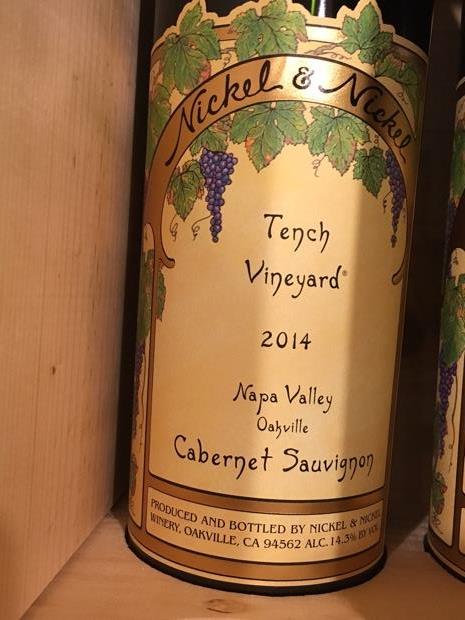 Nickel & Nickel
Tench
Vineyard®
2014
Napa Valley
Oakville
Cabernet Sauvignon
PRODUCED AND BOTTLED BY NICKEL & NICKEL
WINERY, OAKVILLE, CA 94562 ALC. 14.3% BY VOL.